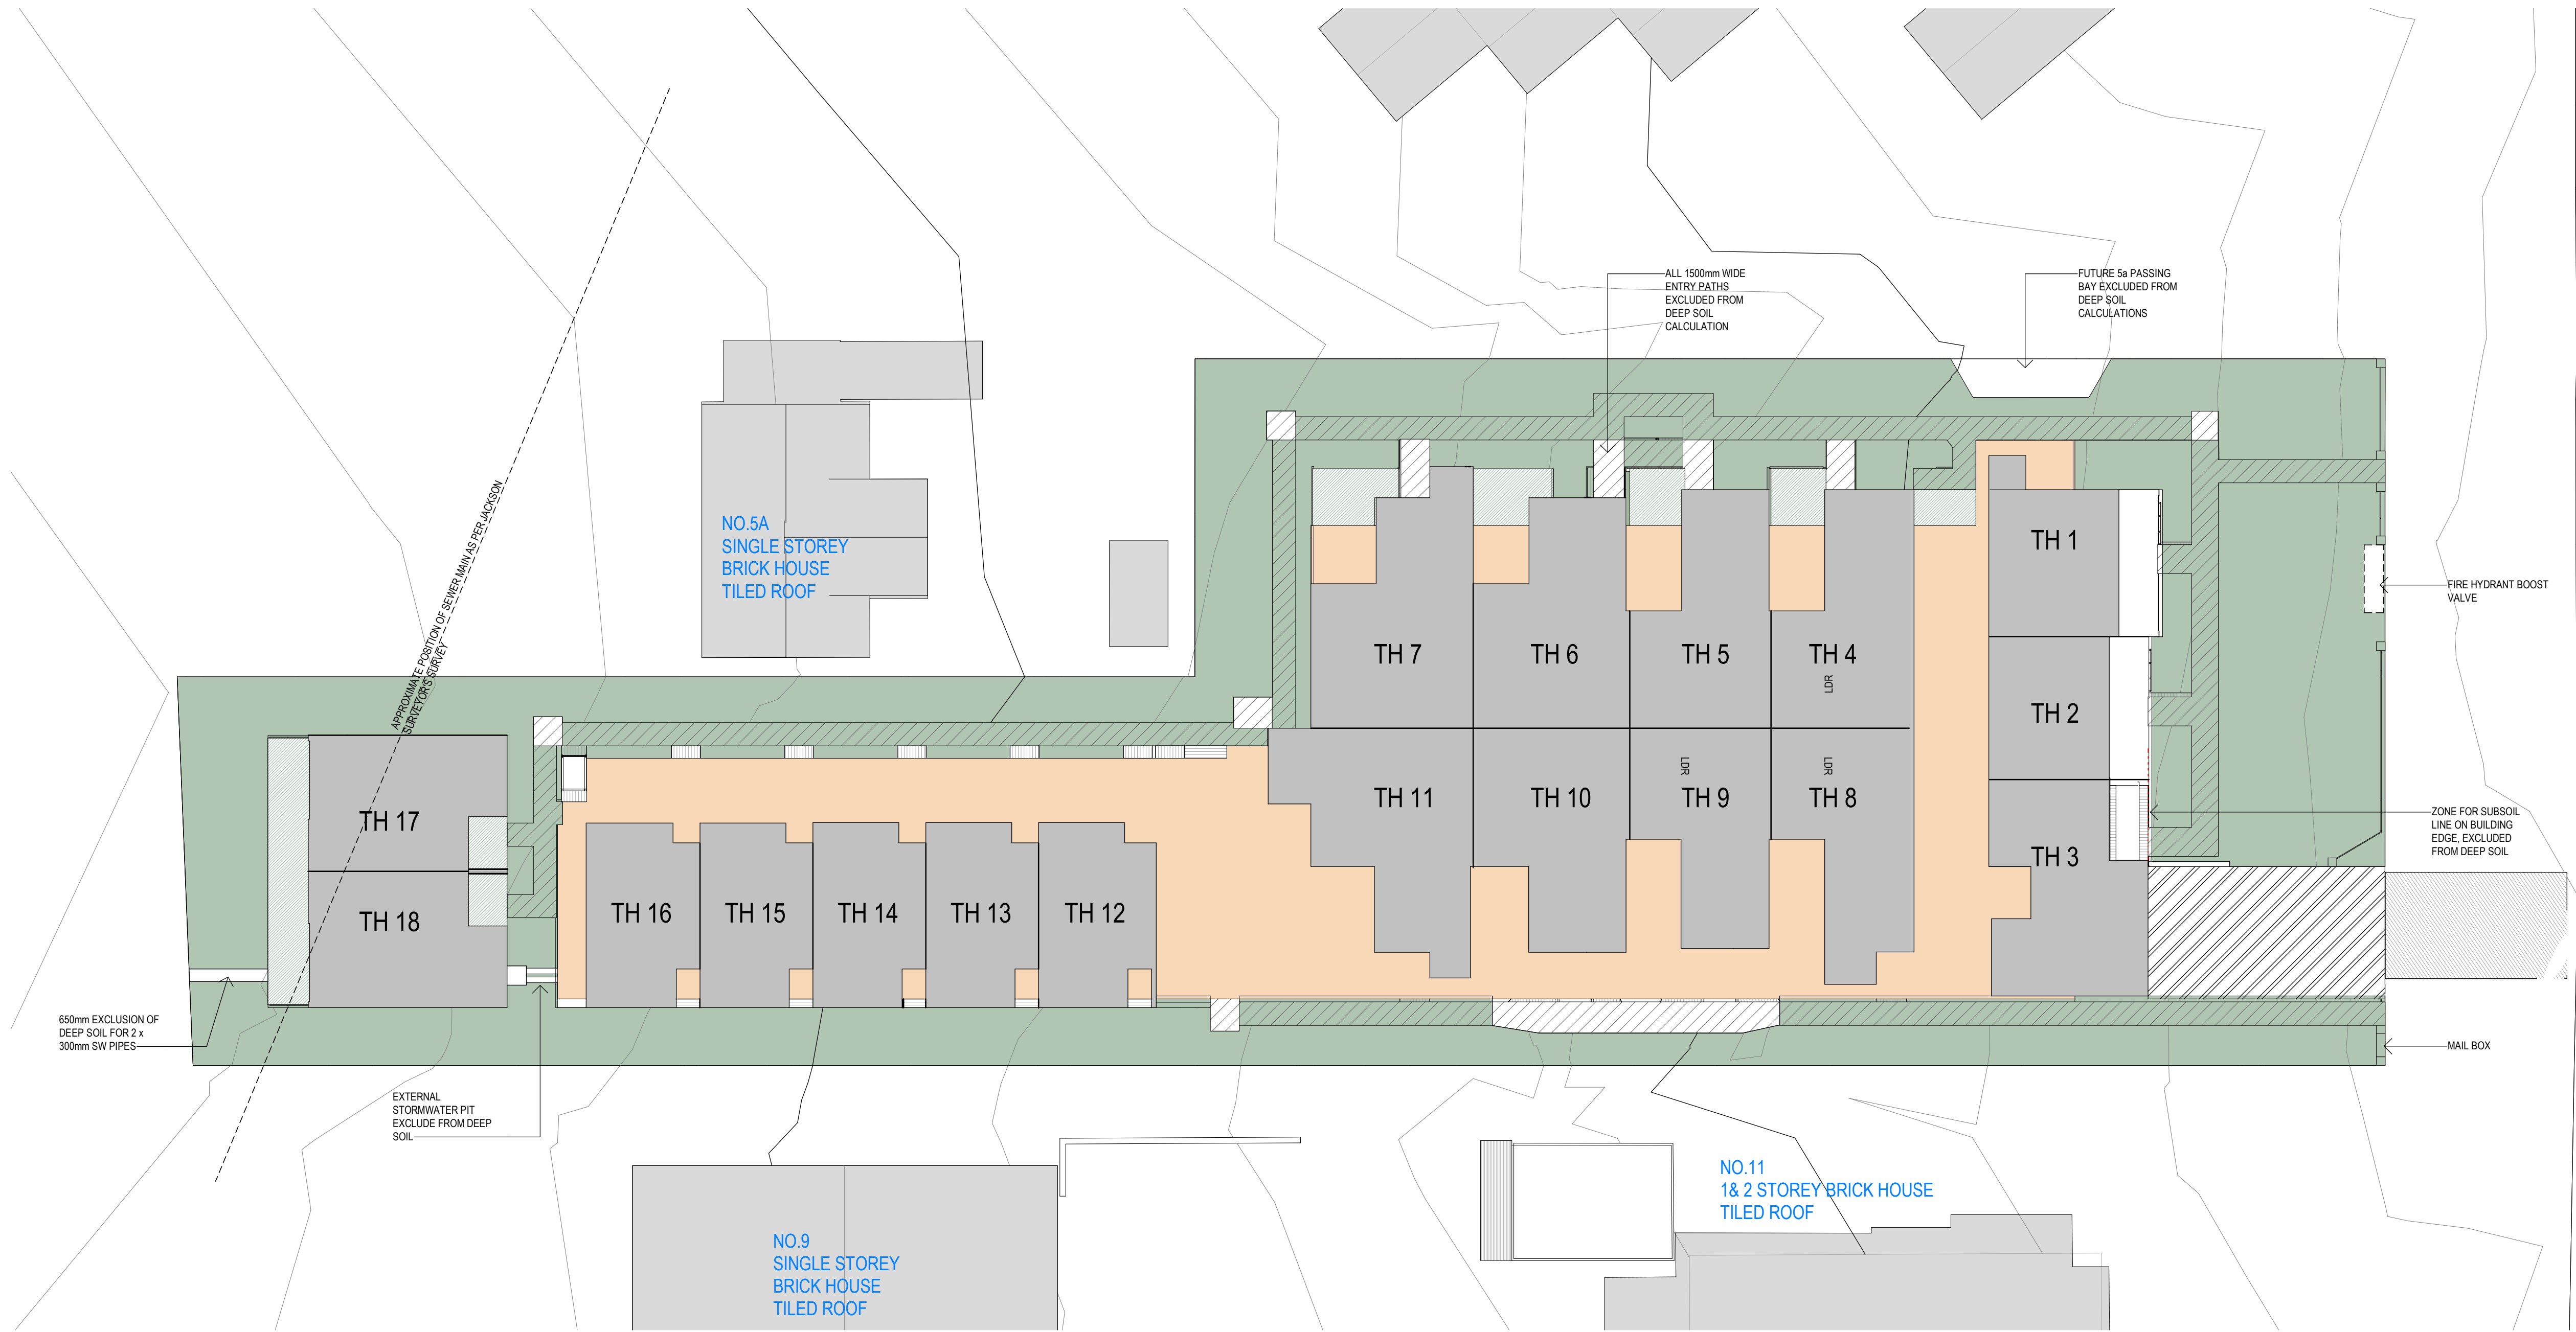 ALL 1500mm WIDE
ENTRY PATHS
EXCLUDED FROM
DEEP SOIL
CALCULATION
FUTURE 5a PASSING
BAY EXCLUDED FROM
DEEP SOIL
CALCULATIONS
APPROXIMATE POSITION OF SEWER MAIN AS PER JACKSON
SURVEYOR'S SURVEY
NO.5A
SINGLE STOREY
BRICK HOUSE
TILED ROOF
TH 1
FIRE HYDRANT BOOST
VALVE
TH 7
TH 6
TH 5
TH 4
LDR
TH 2
TH 11
TH 10
LDR
TH 9
LDR
TH 8
TH 3
ZONE FOR SUBSOIL
LINE ON BUILDING
EDGE, EXCLUDED
FROM DEEP SOIL
TH 17
TH 18
TH 16
TH 15
TH 14
TH 13
TH 12
650mm EXCLUSION OF
DEEP SOIL FOR 2 x
300mm SW PIPES
MAIL BOX
EXTERNAL
STORMWATER PIT
EXCLUDE FROM DEEP
SOIL
NO.11
1& 2 STOREY BRICK HOUSE
TILED ROOF
NO.9
SINGLE STOREY
BRICK HOUSE
TILED ROOF